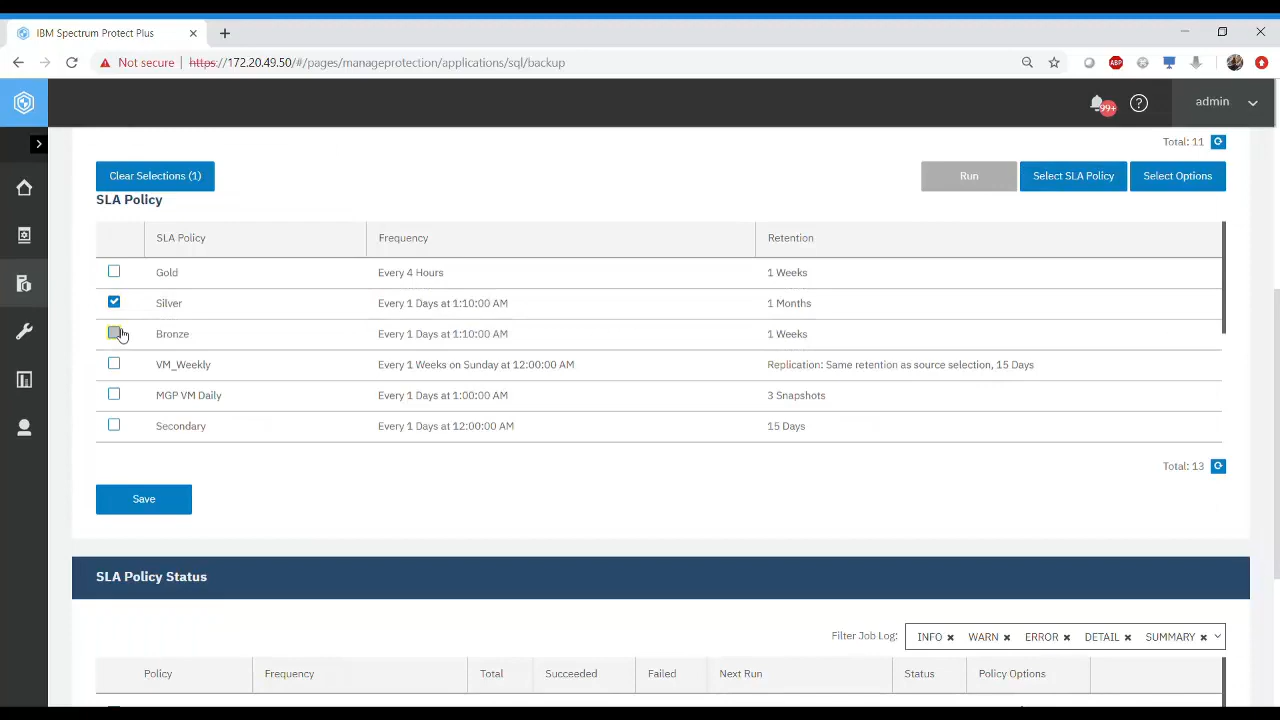 IBM Spectrum Protect Plus
Not secure https://172.20.49.50/#/pages/manageprotection/applications/sql/backup
ABP
99+
admin
Total: 11
Clear Selections (1)
Run
Select SLA Policy
Select Options
SLA Policy
SLA Policy Frequency Retention
Gold Every 4 Hours 1 Weeks
Silver Every 1 Days at 1:10:00 AM 1 Months
Bronze Every 1 Days at 1:10:00 AM 1 Weeks
VM_Weekly Every 1 Weeks on Sunday at 12:00:00 AM Replication: Same retention as source selection, 15 Days
MGP VM Daily Every 1 Days at 1:00:00 AM 3 Snapshots
Secondary Every 1 Days at 12:00:00 AM 15 Days
Total: 13
Save
SLA Policy Status
Filter Job Log: INFO WARN ERROR DETAIL SUMMARY
Policy Frequency Total Succeeded Failed Next Run Status Policy Options